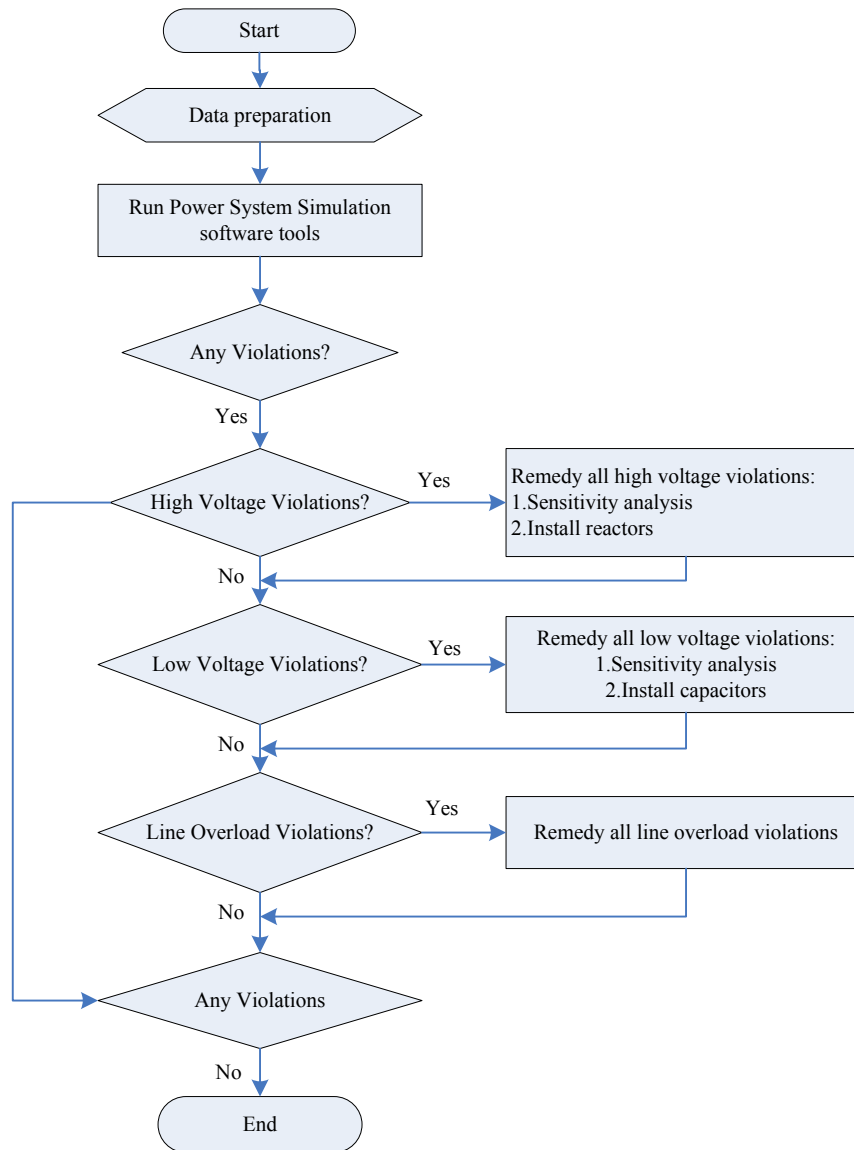 Start
Data preparation
Run Power System Simulation
software tools
Any Violations?
Yes
High Voltage Violations?
Yes
Remedy all high voltage violations:
1.Sensitivity analysis
2.Install reactors
No
Low Voltage Violations?
Yes
Remedy all low voltage violations:
1.Sensitivity analysis
2.Install capacitors
No
Line Overload Violations?
Yes
Remedy all line overload violations
No
Any Violations
No
End